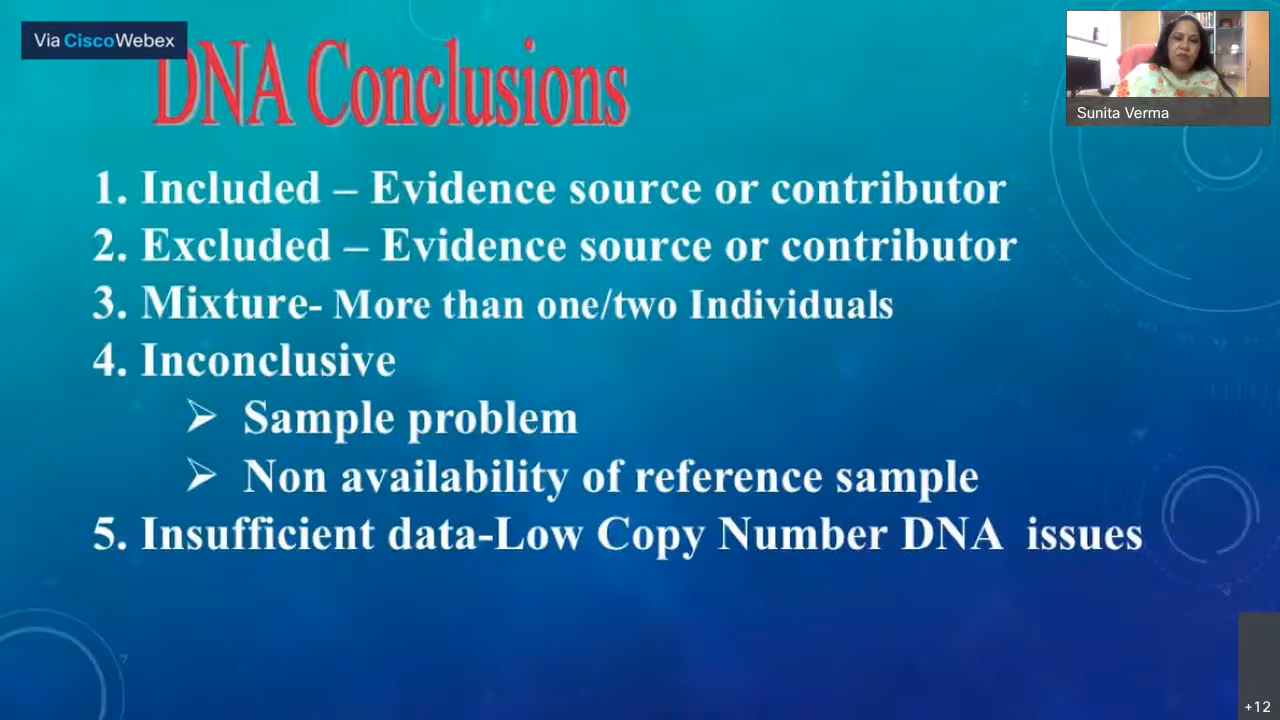 Via CiscoWebex
DNA Conclusions
Sunita Verma
1. Included – Evidence source or contributor
2. Excluded – Evidence source or contributor
3. Mixture- More than one/two Individuals
4. Inconclusive
➢ Sample problem
➢ Non availability of reference sample
5. Insufficient data-Low Copy Number DNA issues
+12